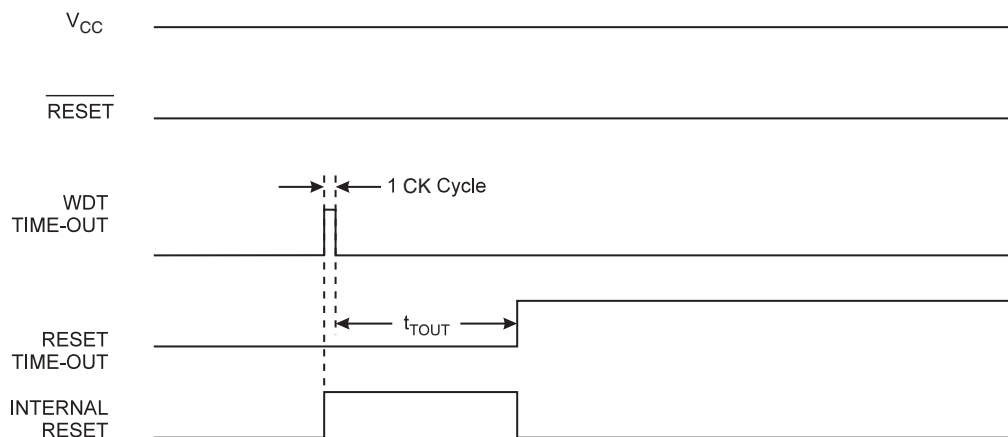 VCC
RESET
1 CK Cycle
WDT
TIME-OUT
tTOUT
RESET
TIME-OUT
INTERNAL
RESET